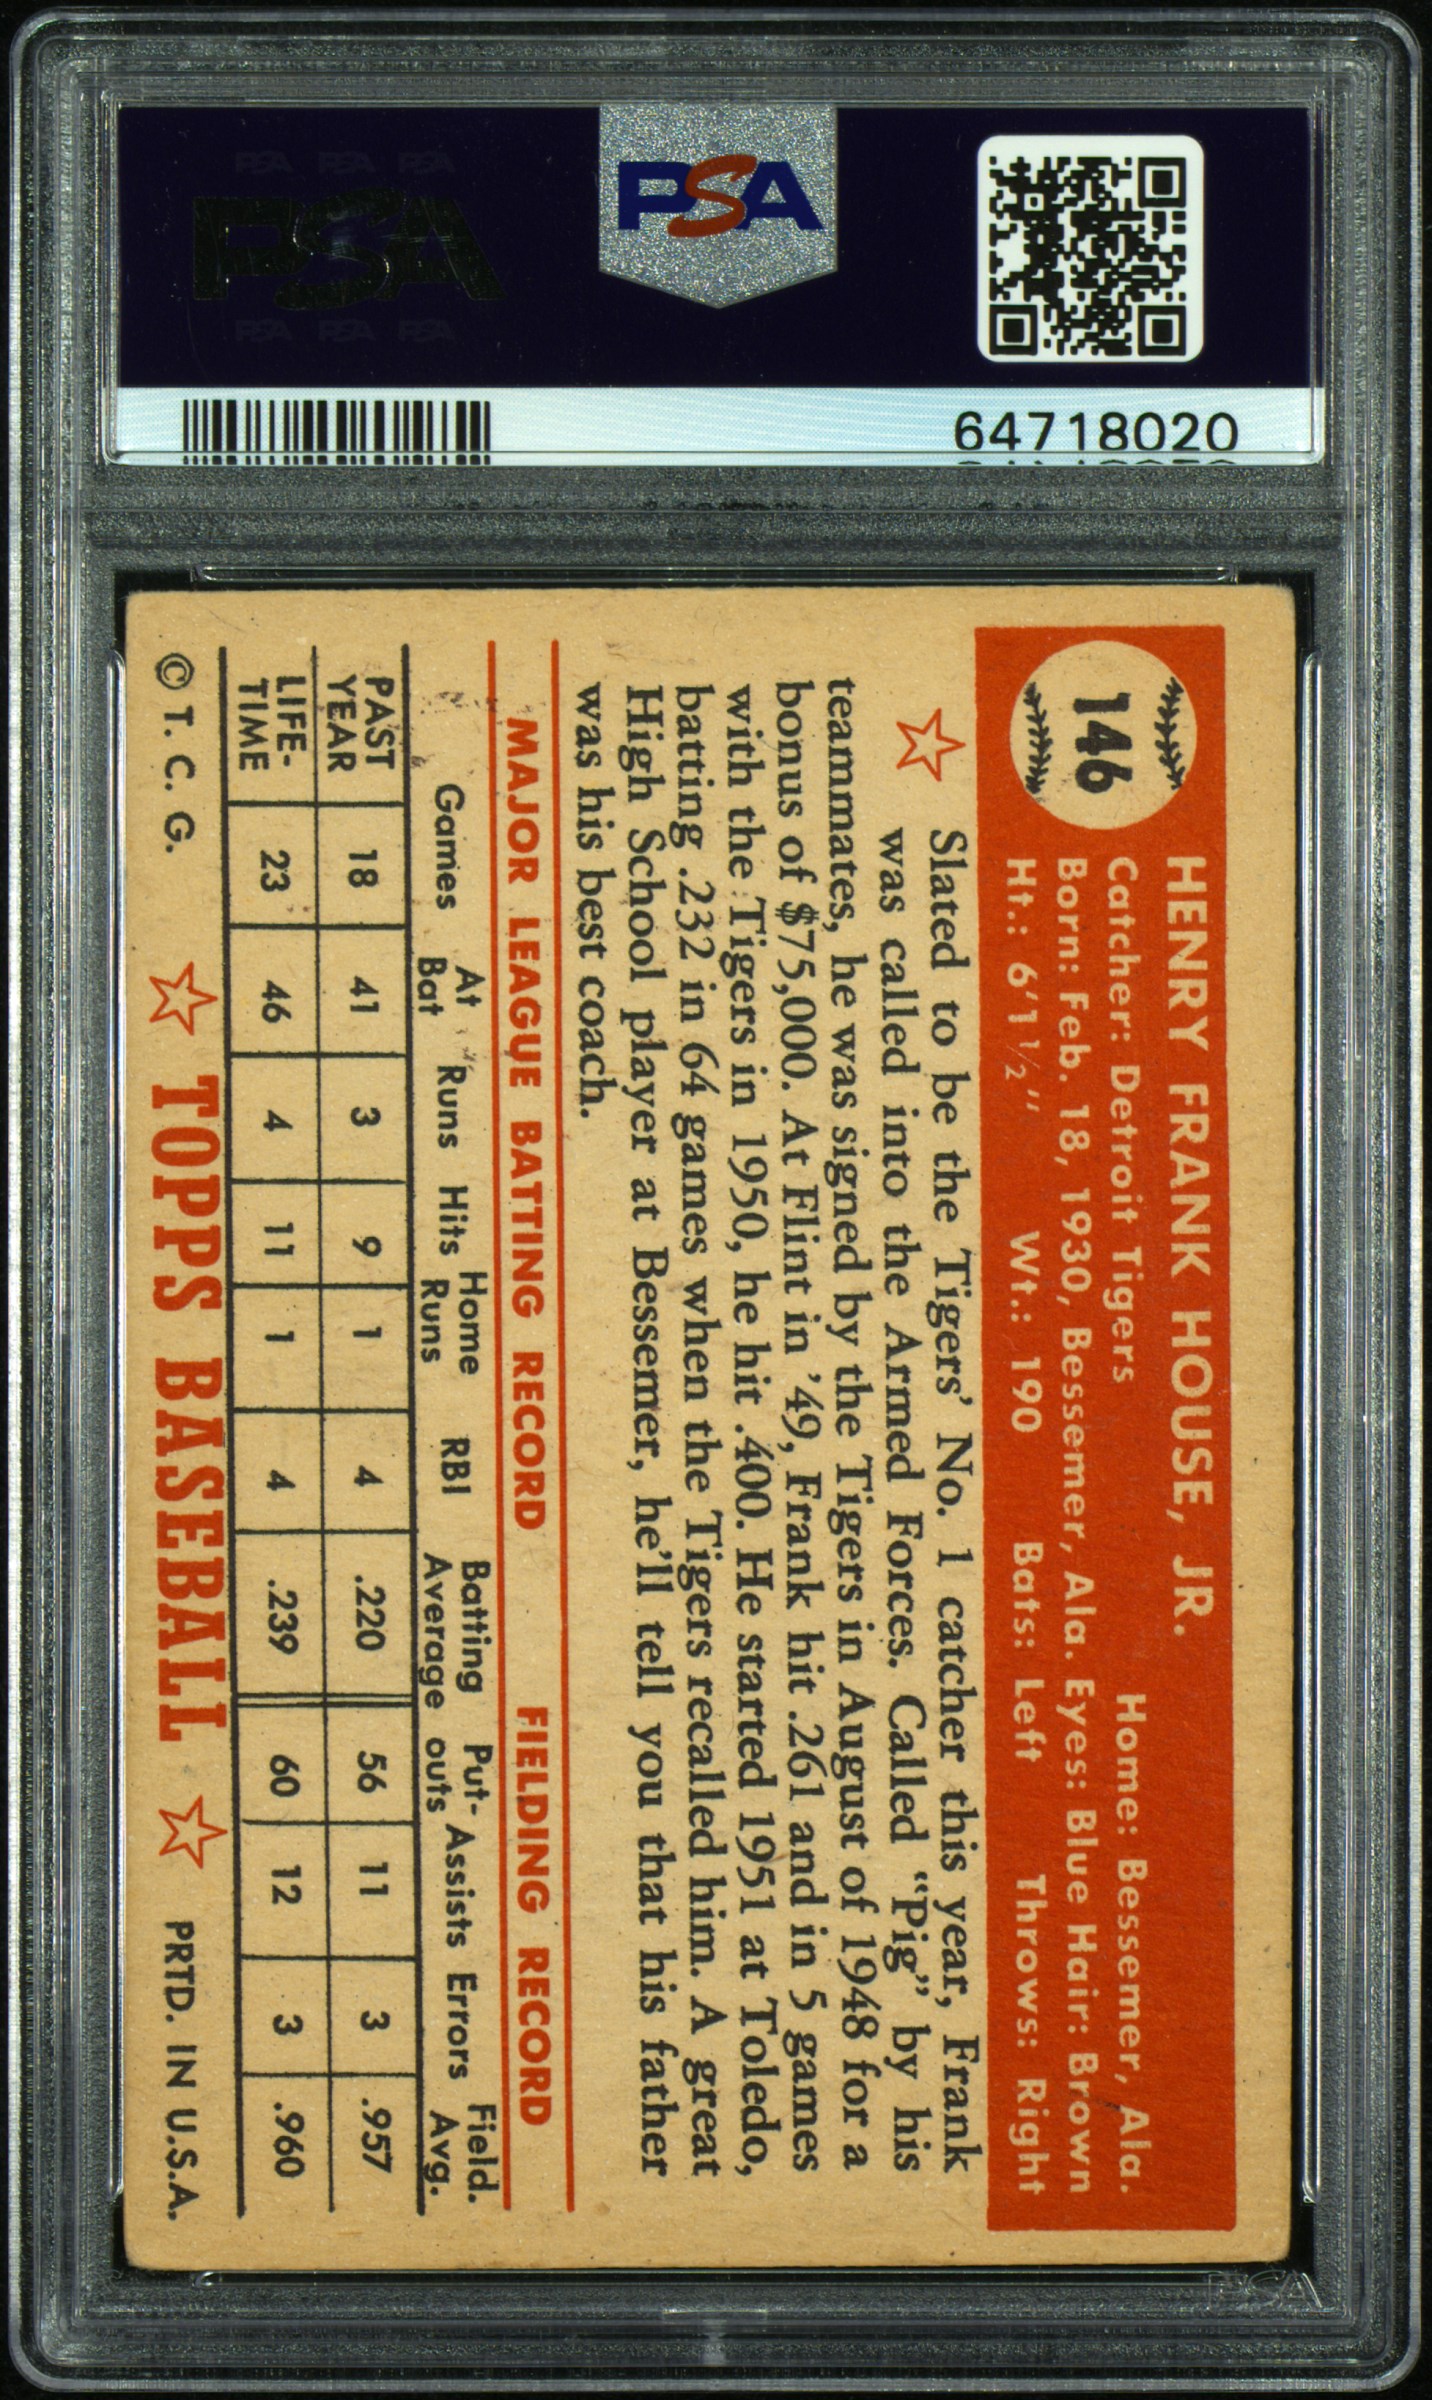 PSA
PSA PSA PSA
PSA
PSA PSA PSA
64718020
146
HENRY FRANK HOUSE, JR.
Catcher: Detroit Tigers Home: Bessemer, Ala.
Born: Feb. 18, 1930, Bessemer, Ala. Eyes: Blue Hair: Brown
Ht.: 6'1½" Wt.: 190 Bats: Left Throws: Right
Slated to be the Tigers' No. 1 catcher this year, Frank
was called into the Armed Forces. Called "Pig" by his
teammates, he was signed by the Tigers in August of 1948 for a
bonus of $75,000. At Flint in '49, Frank hit .261 and in 5 games
with the Tigers in 1950, he hit .400. He started 1951 at Toledo,
batting .232 in 64 games when the Tigers recalled him. A great
High School player at Bessemer, he'll tell you that his father
was his best coach.
MAJOR LEAGUE BATTING RECORD FIELDING RECORD
Games At Bat Runs Hits Home Runs RBI Batting Average Put-outs Assists Errors Field. Avg.
PAST YEAR 18 41 3 9 1 4 .220 56 11 3 .957
LIFE-TIME 23 46 4 11 1 4 .239 60 12 3 .960
© T. C. G. TOPPS BASEBALL PRTD. IN U.S.A.
PSA